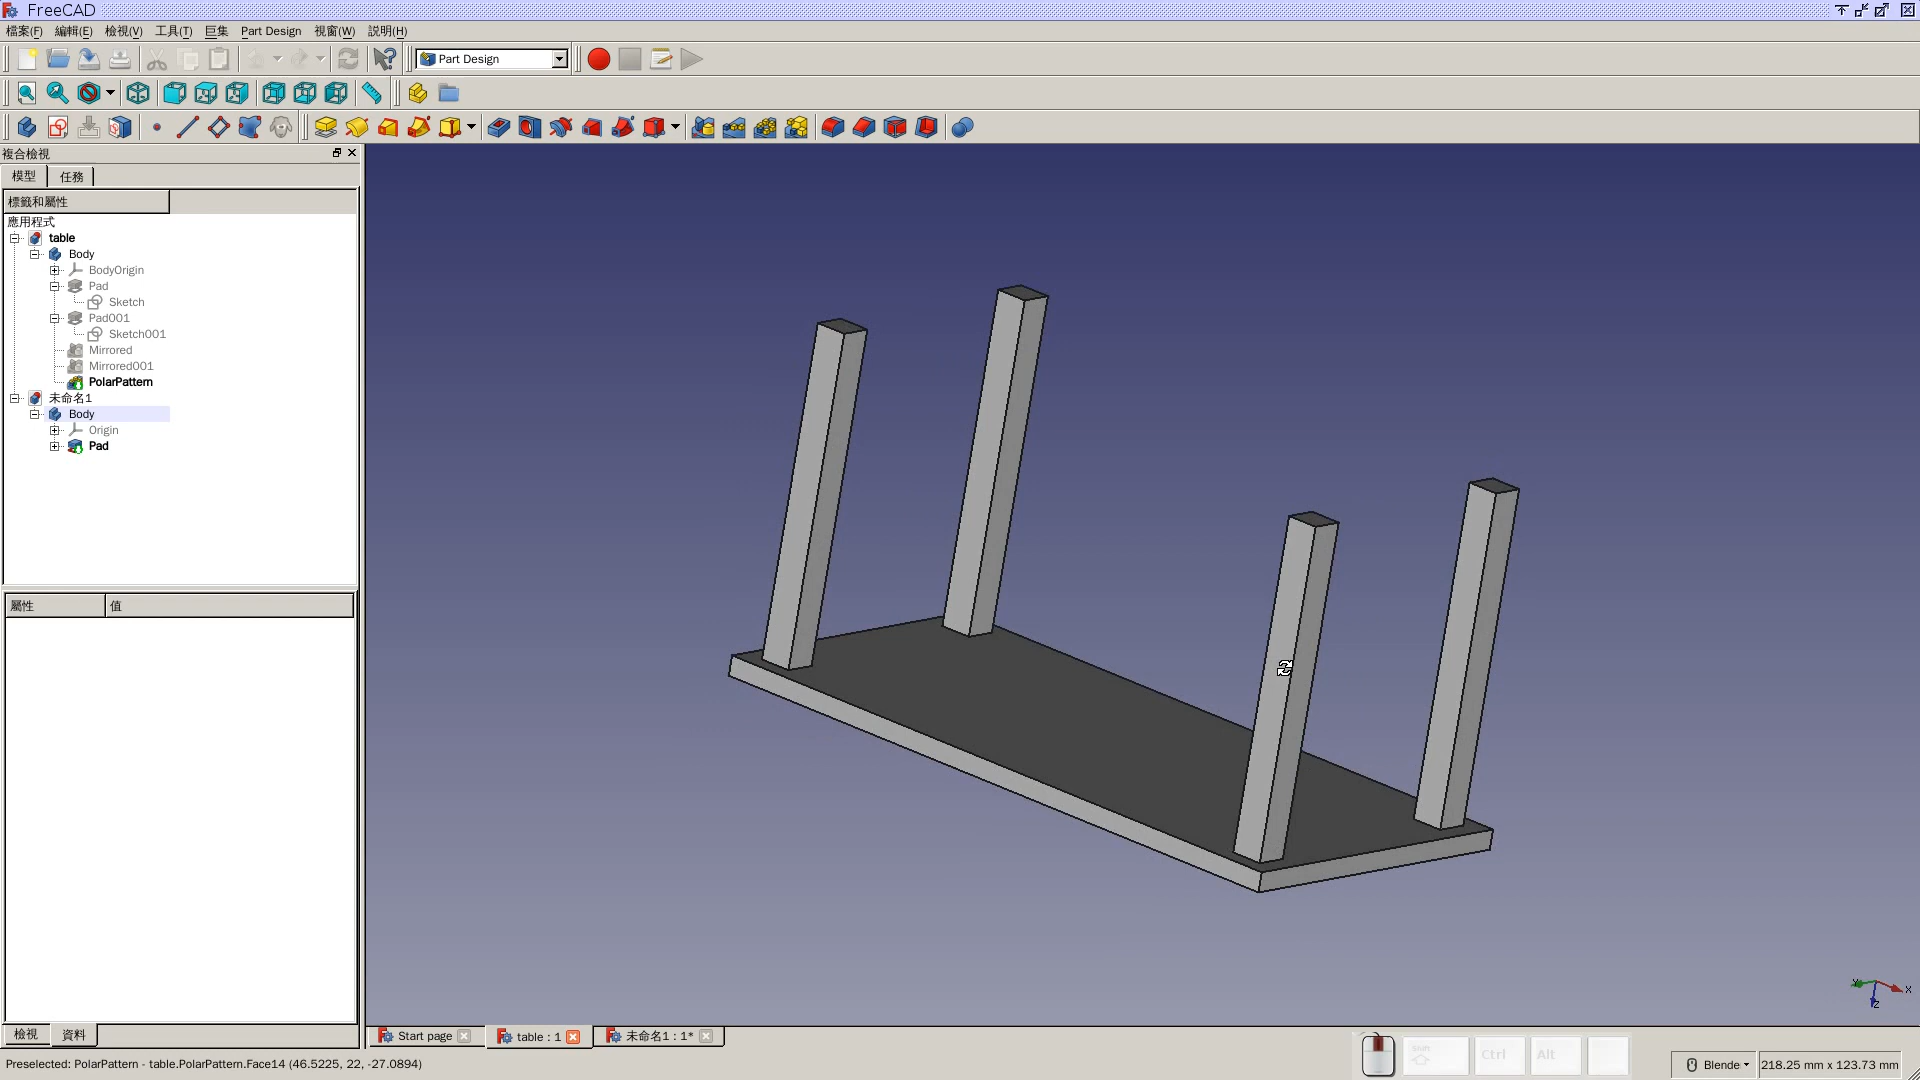 FreeCAD
檔案(F) 編輯(E) 檢視(V) 工具(T) 巨集 Part Design 視窗(W) 説明(H)
Part Design
複合檢視
模型 任務
標籤和屬性
應用程式
table
Body
BodyOrigin
Pad
Sketch
Pad001
Sketch001
Mirrored
Mirrored001
PolarPattern
未命名1
Body
Origin
Pad
屬性 值
檢視 資料
Start page table : 1 未命名1 : 1*
Y X Z
Shift Ctrl Alt
Preselected: PolarPattern - table.PolarPattern.Face14 (46.5225, 22, -27.0894) Blende 218.25 mm x 123.73 mm